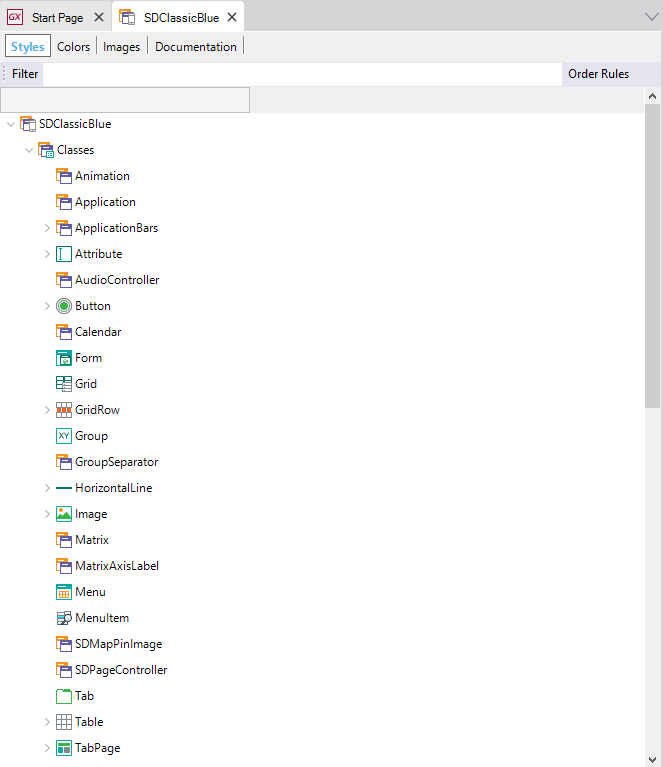 GX Start Page SDClassicBlue
Styles Colors Images Documentation
Filter Order Rules
SDClassicBlue
Classes
Animation
Application
ApplicationBars
Attribute
AudioController
Button
Calendar
Form
Grid
GridRow
XY Group
GroupSeparator
HorizontalLine
Image
Matrix
MatrixAxisLabel
Menu
MenuItem
SDMapPinImage
SDPageController
Tab
Table
TabPage